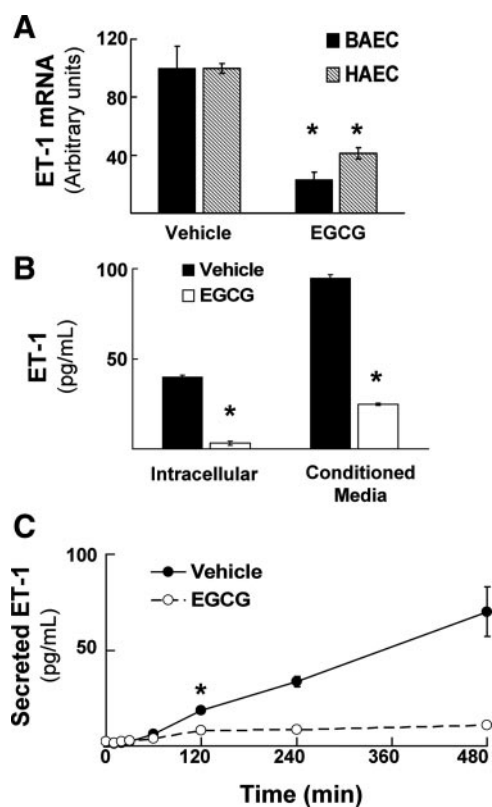 A
ET-1 mRNA
(Arbitrary units)
120
80
40
BAEC
HAEC
* *
Vehicle EGCG
B
ET-1
(pg/mL)
100
50
Vehicle
EGCG
*
*
Intracellular Conditioned
Media
C
Secreted ET-1
(pg/mL)
100
50
Vehicle
EGCG
*
0 120 240 360 480
Time (min)